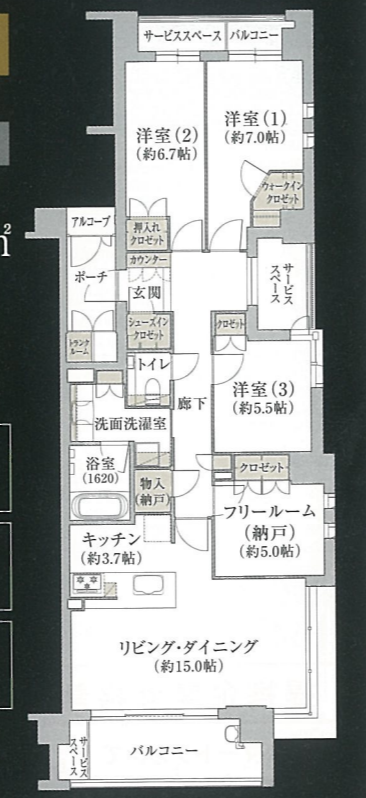 サービススペース
バルコニー
洋室(2)
(約6.7帖)
洋室(1)
(約7.0帖)
ウォークイン
クロゼット
押入れ
クロゼット
アルコーブ
カウンター
ポーチ
玄関
サービス
スペース
シューズイン
クロゼット
クロゼット
トランク
ルーム
トイレ
洋室(3)
(約5.5帖)
廊下
洗面洗濯室
浴室
(1620)
物入
(納戸)
クロゼット
フリールーム
(納戸)
(約5.0帖)
キッチン
(約3.7帖)
リビング・ダイニング
(約15.0帖)
サービス
スペース
バルコニー